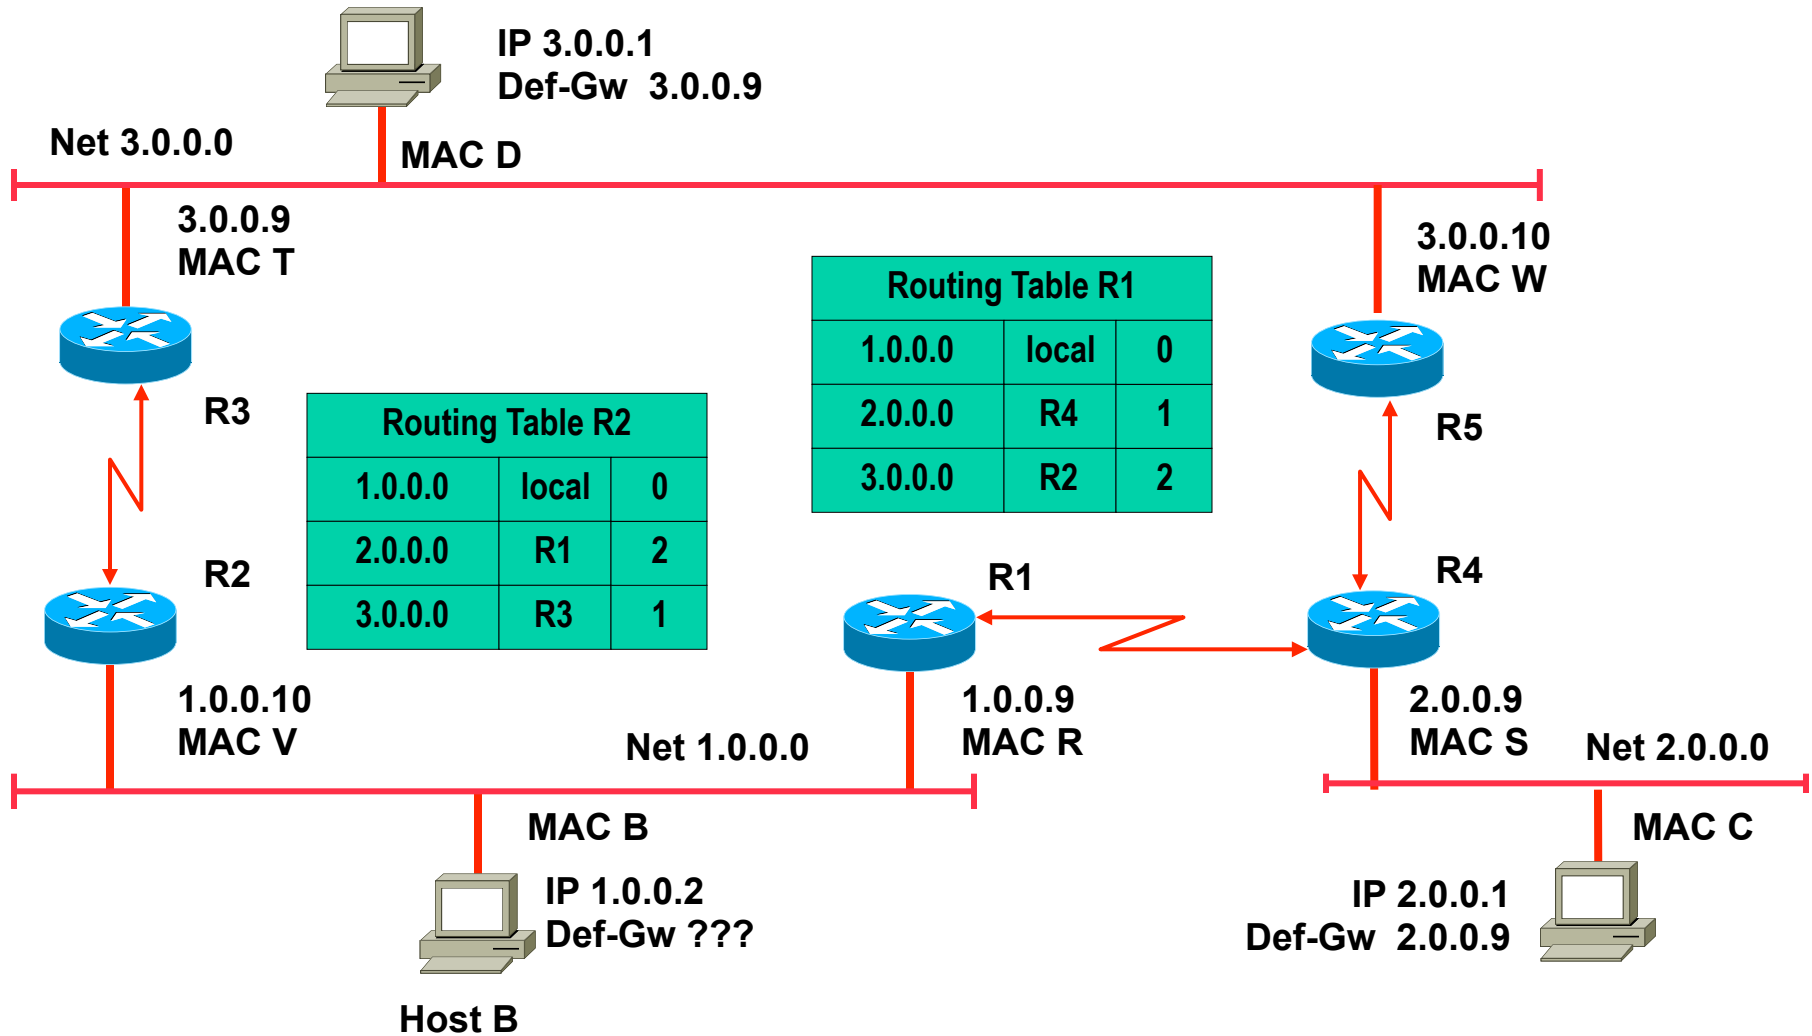 IP 3.0.0.1
Def-Gw 3.0.0.9
Net 3.0.0.0
MAC D
3.0.0.9
MAC T
3.0.0.10
MAC W
Routing Table R1
1.0.0.0 local 0
2.0.0.0 R4 1
3.0.0.0 R2 2
R3
R5
Routing Table R2
1.0.0.0 local 0
2.0.0.0 R1 2
3.0.0.0 R3 1
R2
R1
R4
1.0.0.10
MAC V
Net 1.0.0.0
1.0.0.9
MAC R
2.0.0.9
MAC S
Net 2.0.0.0
MAC B
MAC C
IP 1.0.0.2
Def-Gw ???
IP 2.0.0.1
Def-Gw 2.0.0.9
Host B